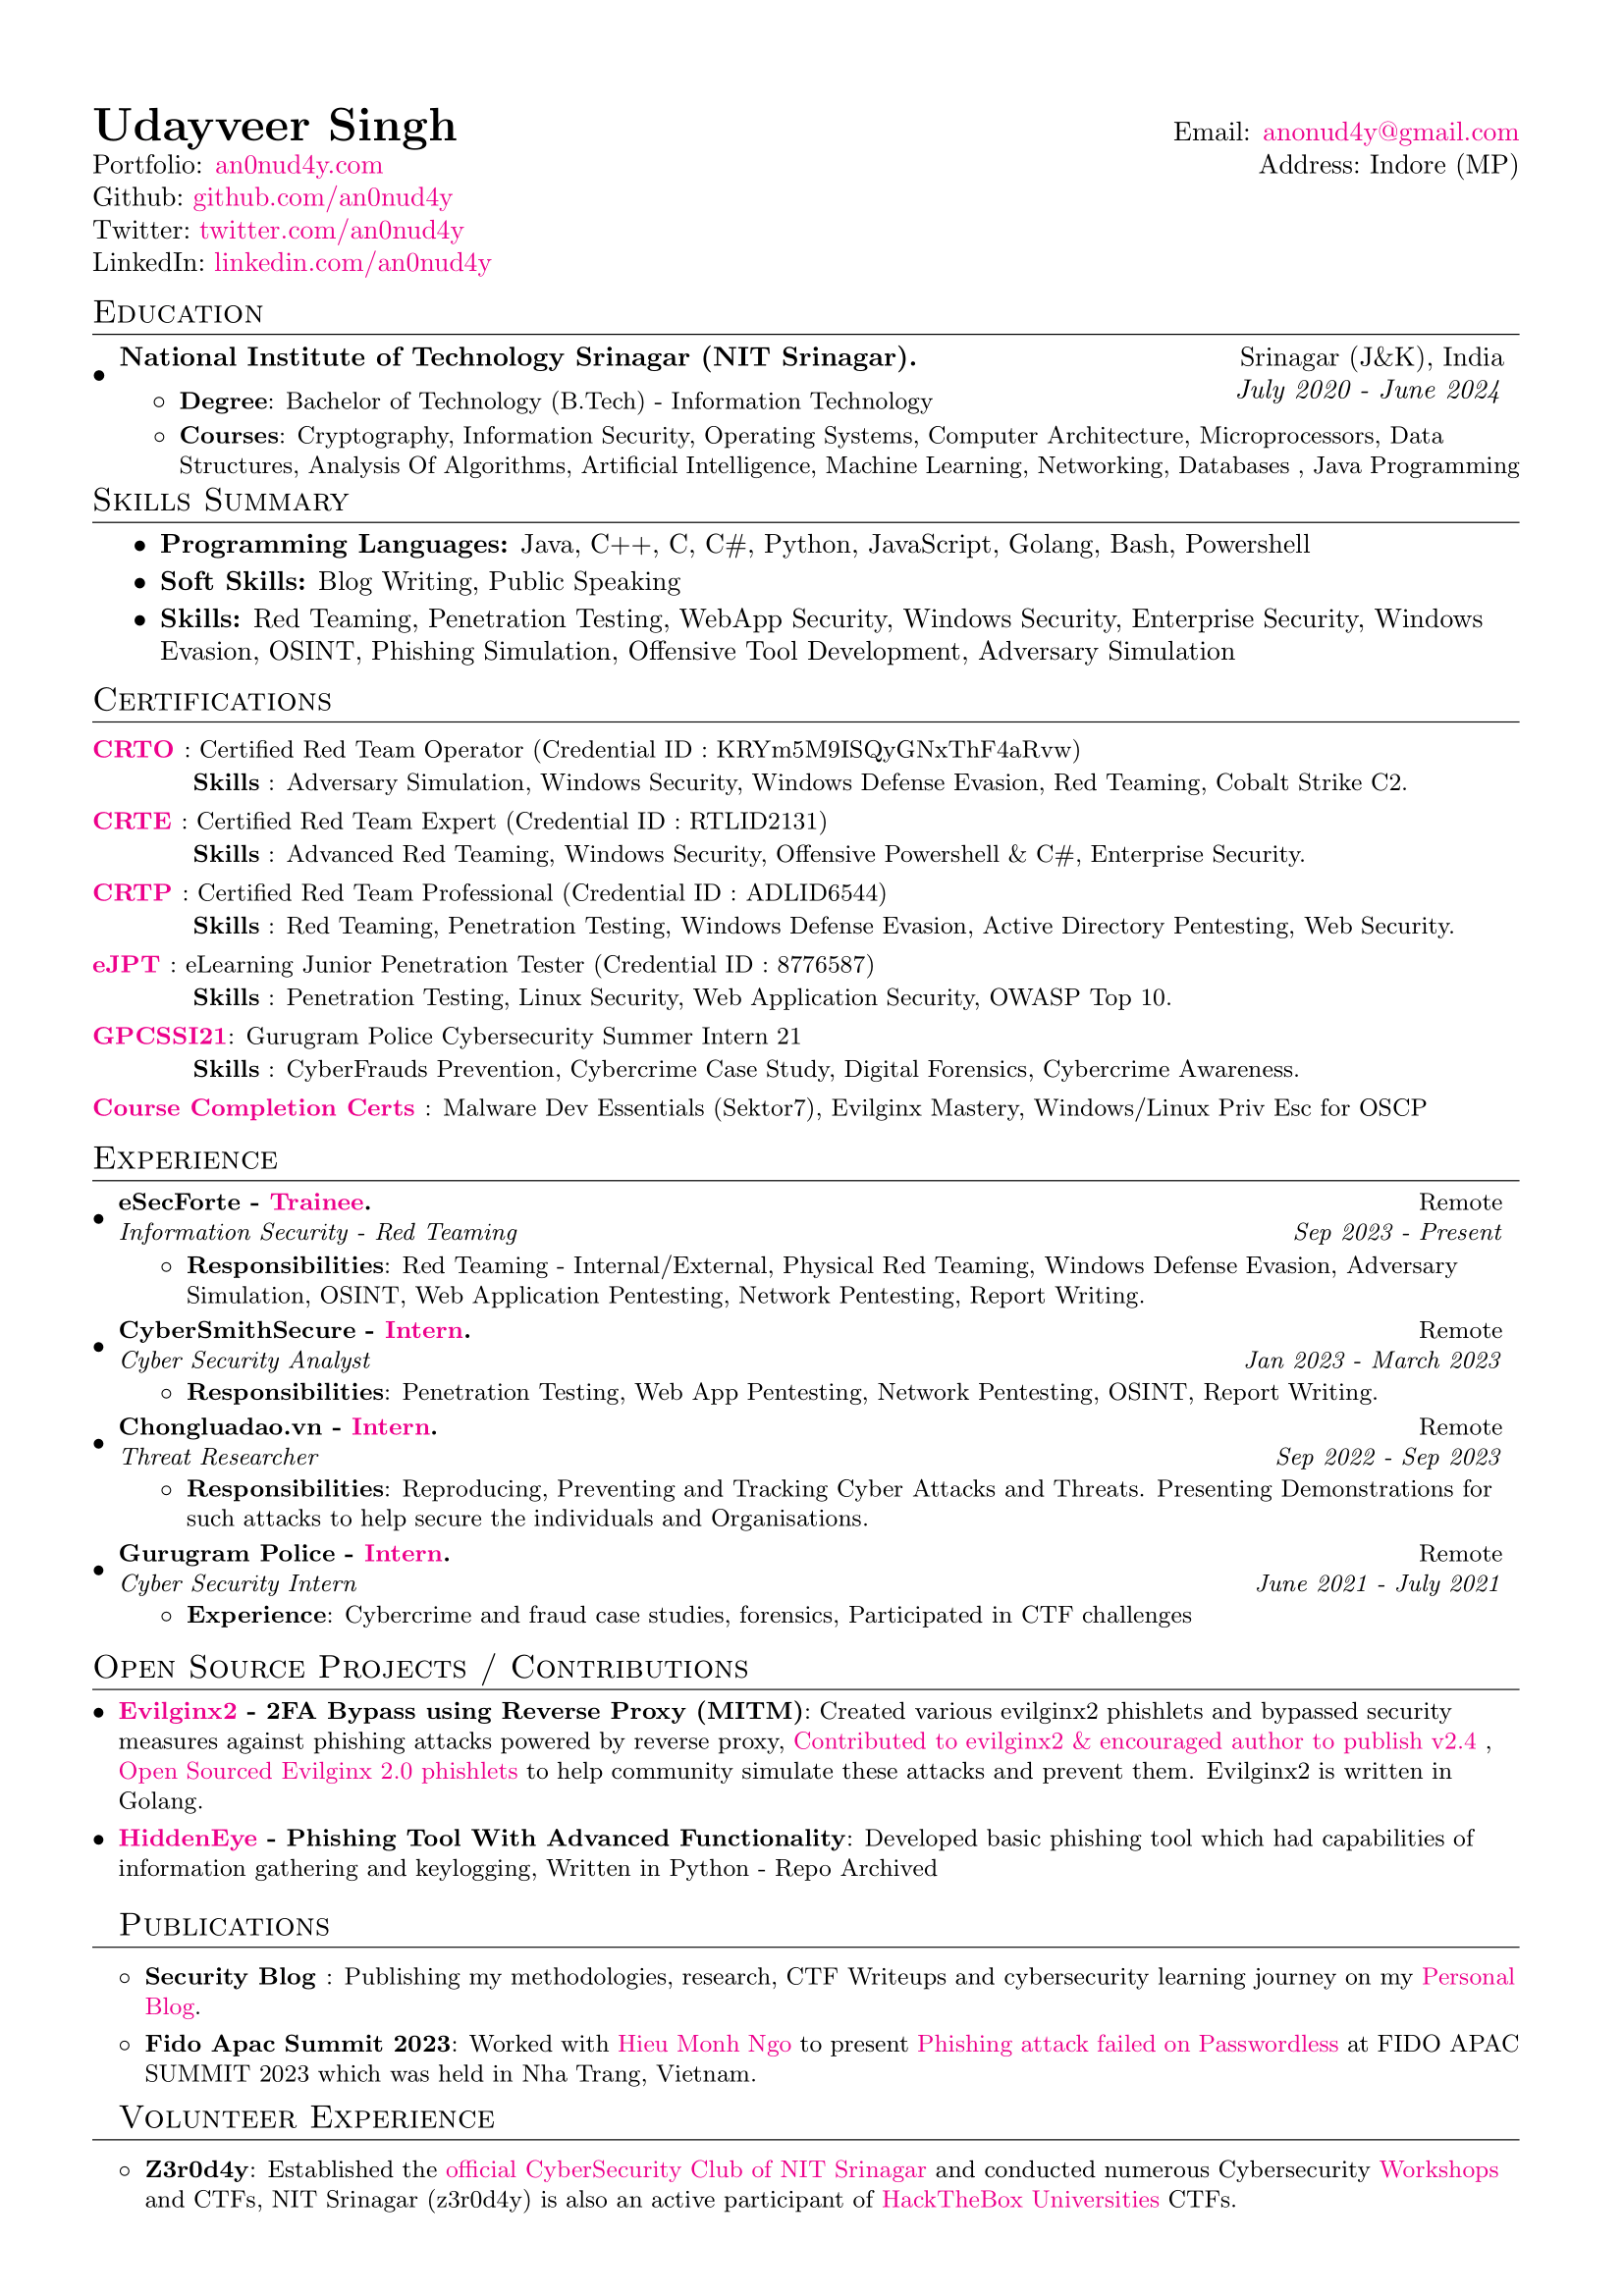 Udayveer Singh
Email: anonud4y@gmail.com
Portfolio: an0nud4y.com
Address: Indore (MP)
Github: github.com/an0nud4y
Twitter: twitter.com/an0nud4y
LinkedIn: linkedin.com/an0nud4y
Education
• National Institute of Technology Srinagar (NIT Srinagar).
Srinagar (J&K), India
July 2020 - June 2024
◦ Degree: Bachelor of Technology (B.Tech) - Information Technology
◦ Courses: Cryptography, Information Security, Operating Systems, Computer Architecture, Microprocessors, Data
Structures, Analysis Of Algorithms, Artificial Intelligence, Machine Learning, Networking, Databases , Java Programming
Skills Summary
• Programming Languages: Java, C++, C, C#, Python, JavaScript, Golang, Bash, Powershell
• Soft Skills: Blog Writing, Public Speaking
• Skills: Red Teaming, Penetration Testing, WebApp Security, Windows Security, Enterprise Security, Windows
Evasion, OSINT, Phishing Simulation, Offensive Tool Development, Adversary Simulation
Certifications
CRTO : Certified Red Team Operator (Credential ID : KRYm5M9ISQyGNxThF4aRvw)
Skills : Adversary Simulation, Windows Security, Windows Defense Evasion, Red Teaming, Cobalt Strike C2.
CRTE : Certified Red Team Expert (Credential ID : RTLID2131)
Skills : Advanced Red Teaming, Windows Security, Offensive Powershell & C#, Enterprise Security.
CRTP : Certified Red Team Professional (Credential ID : ADLID6544)
Skills : Red Teaming, Penetration Testing, Windows Defense Evasion, Active Directory Pentesting, Web Security.
eJPT : eLearning Junior Penetration Tester (Credential ID : 8776587)
Skills : Penetration Testing, Linux Security, Web Application Security, OWASP Top 10.
GPCSSI21: Gurugram Police Cybersecurity Summer Intern 21
Skills : CyberFrauds Prevention, Cybercrime Case Study, Digital Forensics, Cybercrime Awareness.
Course Completion Certs : Malware Dev Essentials (Sektor7), Evilginx Mastery, Windows/Linux Priv Esc for OSCP
Experience
• eSecForte - Trainee.
Remote
Information Security - Red Teaming
Sep 2023 - Present
◦ Responsibilities: Red Teaming - Internal/External, Physical Red Teaming, Windows Defense Evasion, Adversary
Simulation, OSINT, Web Application Pentesting, Network Pentesting, Report Writing.
• CyberSmithSecure - Intern.
Remote
Cyber Security Analyst
Jan 2023 - March 2023
◦ Responsibilities: Penetration Testing, Web App Pentesting, Network Pentesting, OSINT, Report Writing.
• Chongluadao.vn - Intern.
Remote
Threat Researcher
Sep 2022 - Sep 2023
◦ Responsibilities: Reproducing, Preventing and Tracking Cyber Attacks and Threats. Presenting Demonstrations for
such attacks to help secure the individuals and Organisations.
• Gurugram Police - Intern.
Remote
Cyber Security Intern
June 2021 - July 2021
◦ Experience: Cybercrime and fraud case studies, forensics, Participated in CTF challenges
Open Source Projects / Contributions
• Evilginx2 - 2FA Bypass using Reverse Proxy (MITM): Created various evilginx2 phishlets and bypassed security
measures against phishing attacks powered by reverse proxy, Contributed to evilginx2 & encouraged author to publish v2.4 ,
Open Sourced Evilginx 2.0 phishlets to help community simulate these attacks and prevent them. Evilginx2 is written in
Golang.
• HiddenEye - Phishing Tool With Advanced Functionality: Developed basic phishing tool which had capabilities of
information gathering and keylogging, Written in Python - Repo Archived
Publications
◦ Security Blog : Publishing my methodologies, research, CTF Writeups and cybersecurity learning journey on my Personal
Blog.
◦ Fido Apac Summit 2023: Worked with Hieu Monh Ngo to present Phishing attack failed on Passwordless at FIDO APAC
SUMMIT 2023 which was held in Nha Trang, Vietnam.
Volunteer Experience
◦ Z3r0d4y: Established the official CyberSecurity Club of NIT Srinagar and conducted numerous Cybersecurity Workshops
and CTFs, NIT Srinagar (z3r0d4y) is also an active participant of HackTheBox Universities CTFs.